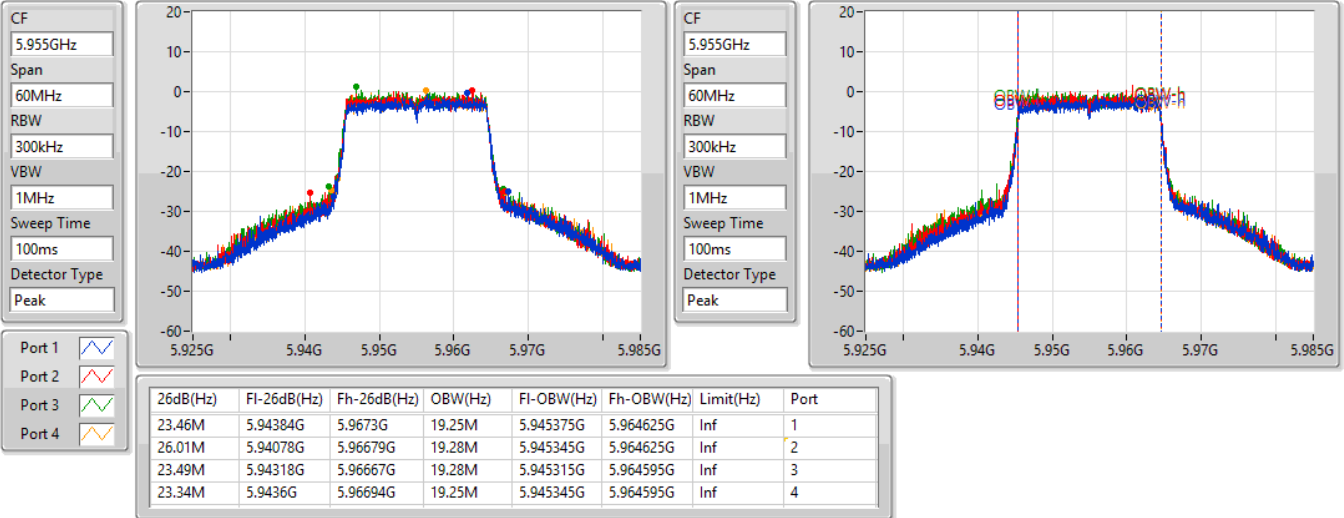 CF
5.955GHz
Span
60MHz
RBW
300kHz
VBW
1MHz
Sweep Time
100ms
Detector Type
Peak
20
10
0
-10
-20
-30
-40
-50
-60
5.925G 5.94G 5.95G 5.96G 5.97G 5.985G
CF
5.955GHz
Span
60MHz
RBW
300kHz
VBW
1MHz
Sweep Time
100ms
Detector Type
Peak
20
10
0
-10
-20
-30
-40
-50
-60
OBW-h
5.925G 5.94G 5.95G 5.96G 5.97G 5.985G
Port 1
Port 2
Port 3
Port 4
26dB(Hz) Fl-26dB(Hz) Fh-26dB(Hz) OBW(Hz) Fl-OBW(Hz) Fh-OBW(Hz) Limit(Hz) Port
23.46M 5.94384G 5.9673G 19.25M 5.945375G 5.964625G Inf 1
26.01M 5.94078G 5.96679G 19.28M 5.945345G 5.964625G Inf 2
23.49M 5.94318G 5.96667G 19.28M 5.945315G 5.964595G Inf 3
23.34M 5.9436G 5.96694G 19.25M 5.945345G 5.964595G Inf 4